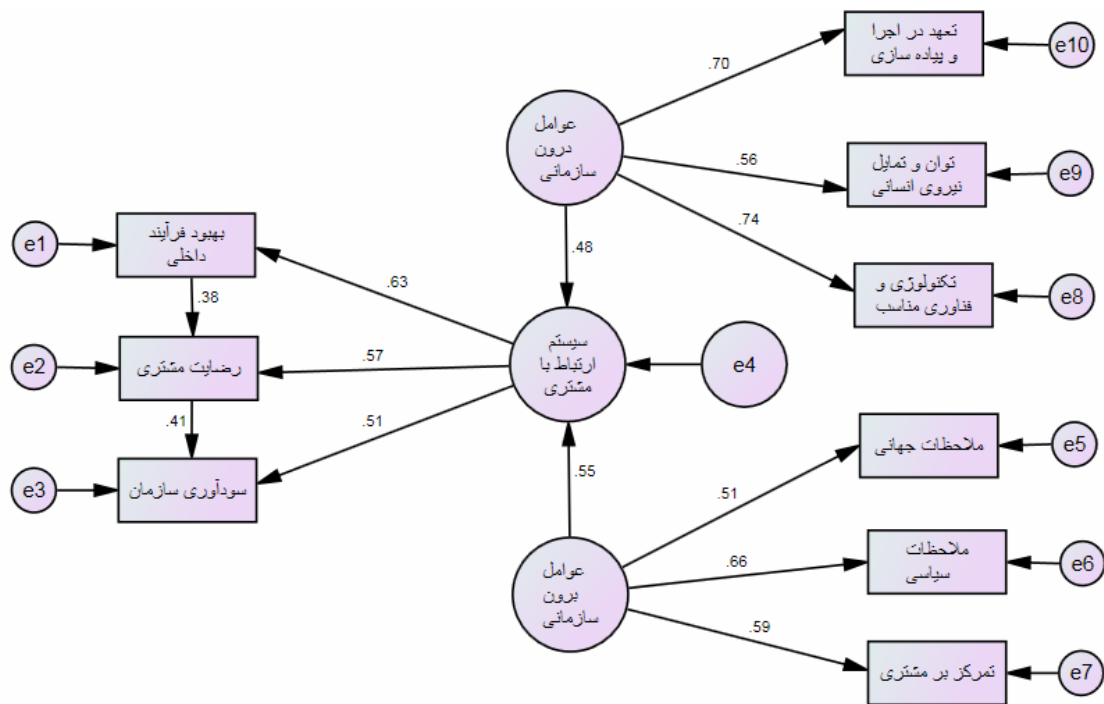 تعهد در اجرا
و پیاده سازی
e10
.70
عوامل
درون
سازمانی
.56
توان و تمایل
نیروی انسانی
e9
.74
e1
بهبود فرآیند
داخلی
.48
تکنولوژی و
فناوری مناسب
e8
.38
.63
e2
رضایت مشتری
.57
سیستم
ارتباط با
مشتری
e4
.41
.51
e3
سودآوری سازمان
.55
ملاحظات جهانی
e5
.51
عوامل
برون
سازمانی
.66
ملاحظات
سیاسی
e6
.59
تمرکز بر مشتری
e7